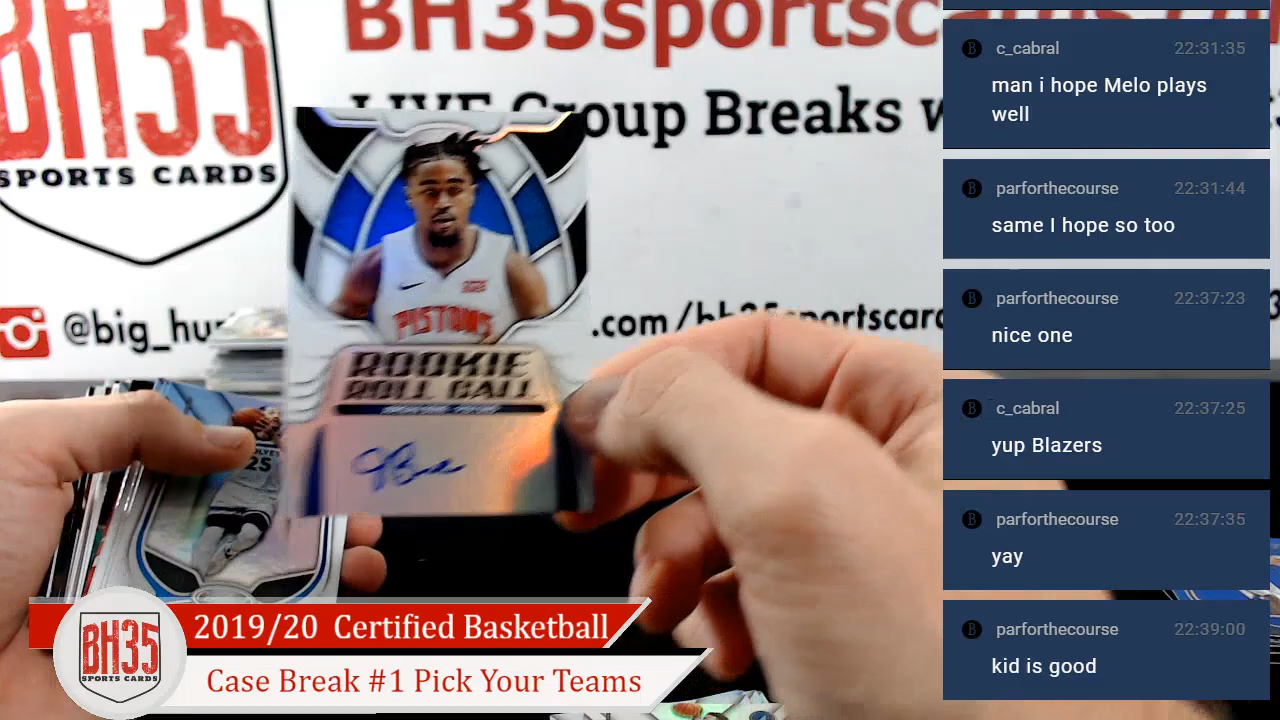 BH35
SPORTS CARDS
BH35sportsc
LIVE Group Breaks w
@big_hu
.com/bh35sportscar
PISTONS
ROOKIE
ROLL CALL
25
2019/20 Certified Basketball
Case Break #1 Pick Your Teams
BH35
SPORTS CARDS
c_cabral 22:31:35
man i hope Melo plays
well
parforthecourse 22:31:44
same I hope so too
parforthecourse 22:37:23
nice one
c_cabral 22:37:25
yup Blazers
parforthecourse 22:37:35
yay
parforthecourse 22:39:00
kid is good